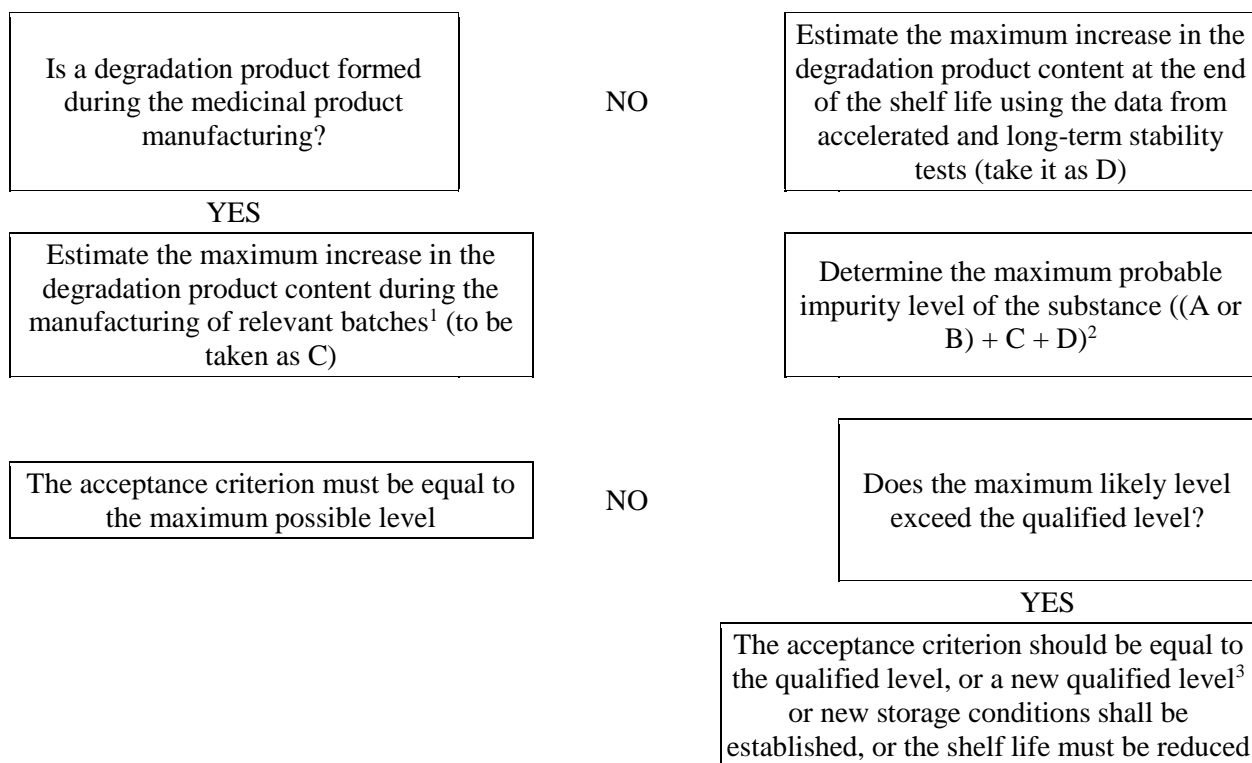 Is a degradation product formed
during the medicinal product
manufacturing?
NO
Estimate the maximum increase in the
degradation product content at the end
of the shelf life using the data from
accelerated and long-term stability
tests (take it as D)
YES
Estimate the maximum increase in the
degradation product content during the
manufacturing of relevant batches¹ (to be
taken as C)
Determine the maximum probable
impurity level of the substance ((A or
B) + C + D)²
The acceptance criterion must be equal to
the maximum possible level
NO
Does the maximum likely level
exceed the qualified level?
YES
The acceptance criterion should be equal to
the qualified level, or a new qualified level³
or new storage conditions shall be
established, or the shelf life must be reduced